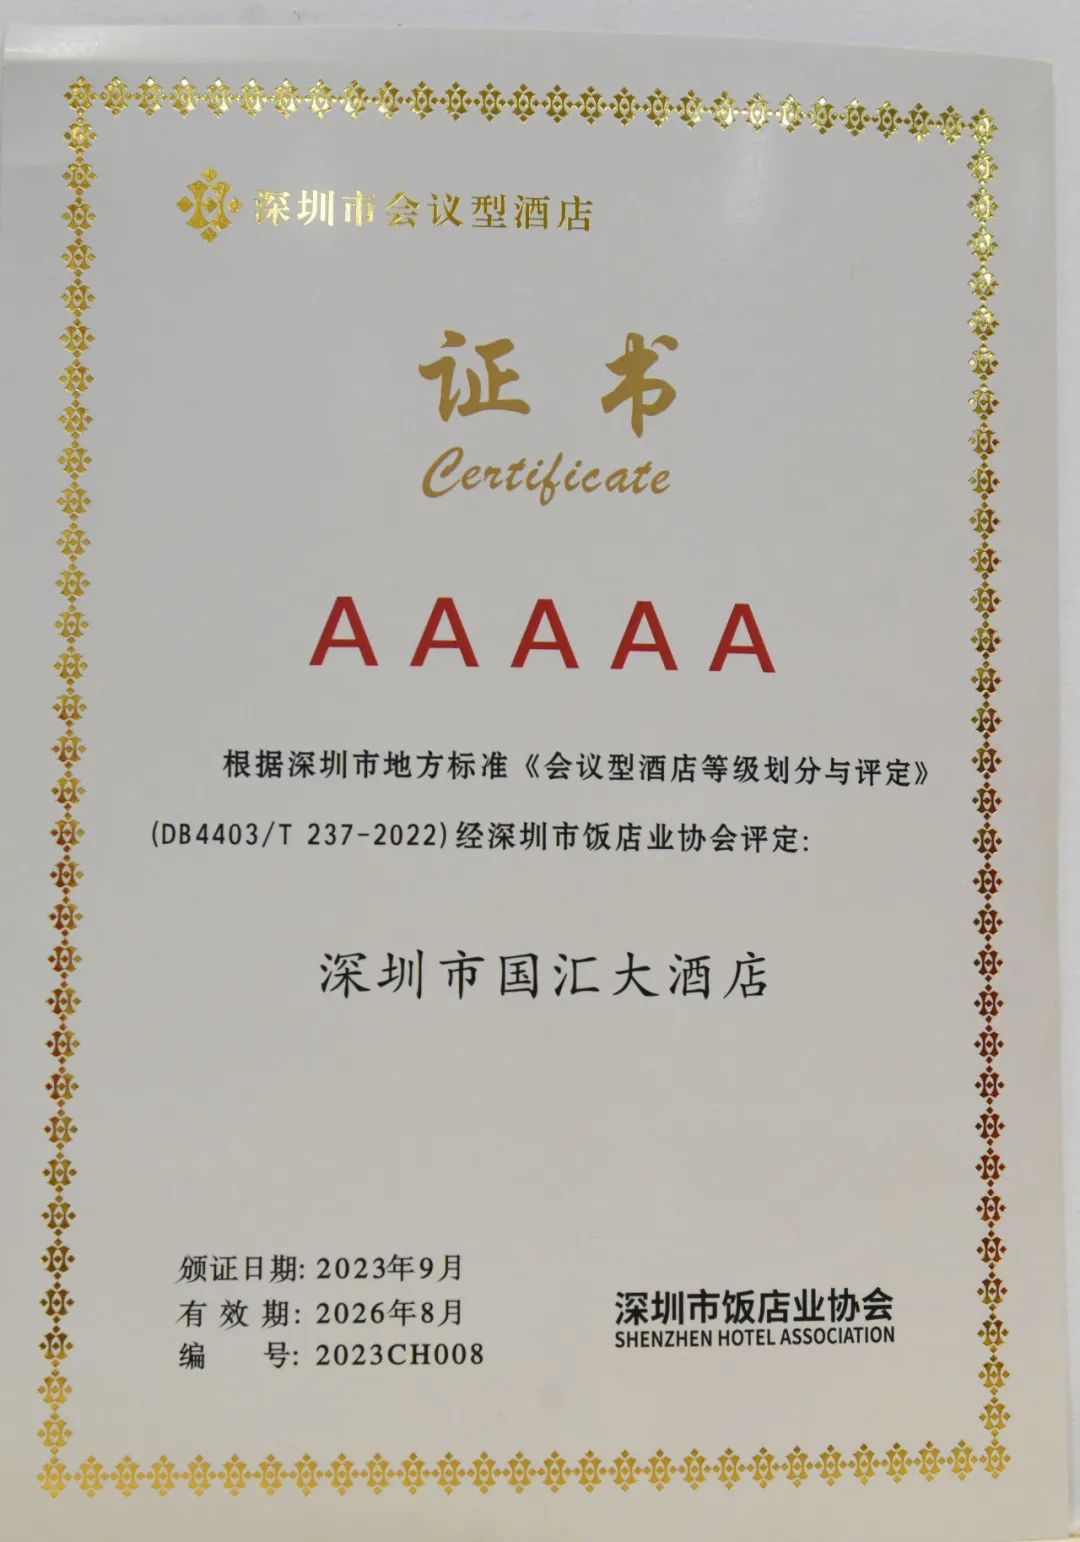 深圳市会议型酒店
证书
Certificate
AAAAA
根据深圳市地方标准《会议型酒店等级划分与评定》
(DB4403/T 237-2022)经深圳市饭店业协会评定:
深圳市国汇大酒店
颁证日期: 2023年9月
有效期: 2026年8月
编号: 2023CH008
深圳市饭店业协会
SHENZHEN HOTEL ASSOCIATION